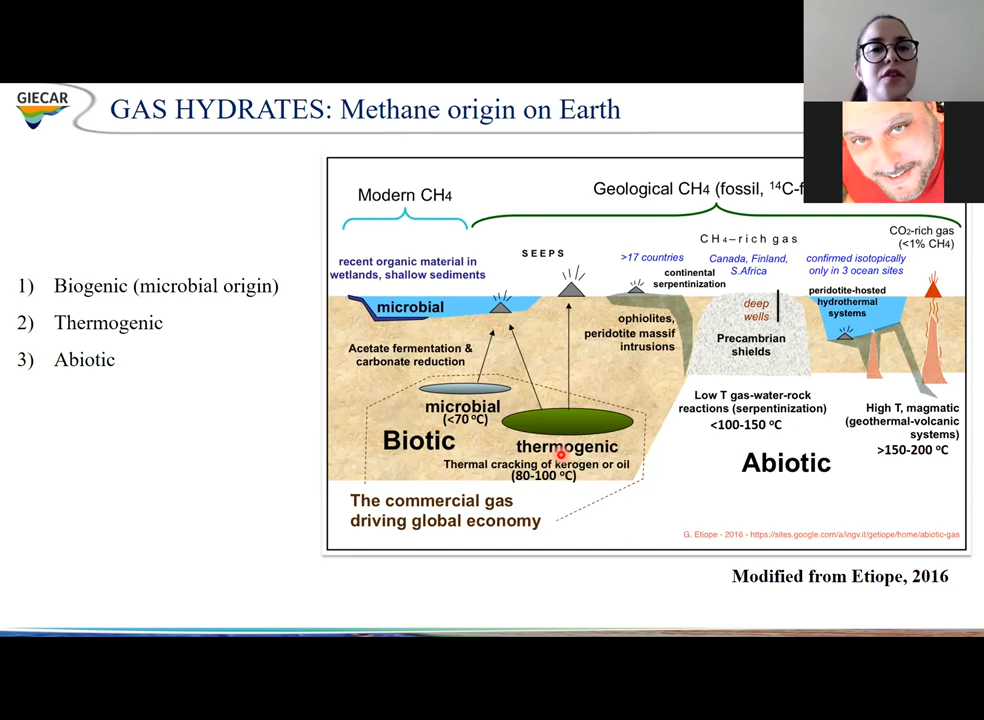 GIECAR
GAS HYDRATES: Methane origin on Earth
1) Biogenic (microbial origin)
2) Thermogenic
3) Abiotic
Modern CH4
Geological CH4 (fossil, 14C-f
CO2-rich gas
(<1% CH4)
CH4–rich gas
SEEPS
recent organic material in
wetlands, shallow sediments
>17 countries
continental
serpentinization
Canada, Finland,
S.Africa
confirmed isotopically
only in 3 ocean sites
peridotite-hosted
hydrothermal
systems
microbial
deep
wells
ophiolites,
peridotite massif
intrusions
Precambrian
shields
Acetate fermentation &
carbonate reduction
microbial
(<70 ºC)
Biotic
thermogenic
Thermal cracking of kerogen or oil
(80-100 ºC)
Low T gas-water-rock
reactions (serpentinization)
<100-150 ºC
High T, magmatic
(geothermal-volcanic
systems)
>150-200 ºC
Abiotic
The commercial gas
driving global economy
G. Etiope - 2016 - https://sites.google.com/a/ingv.it/getiope/home/abiotic-gas
Modified from Etiope, 2016